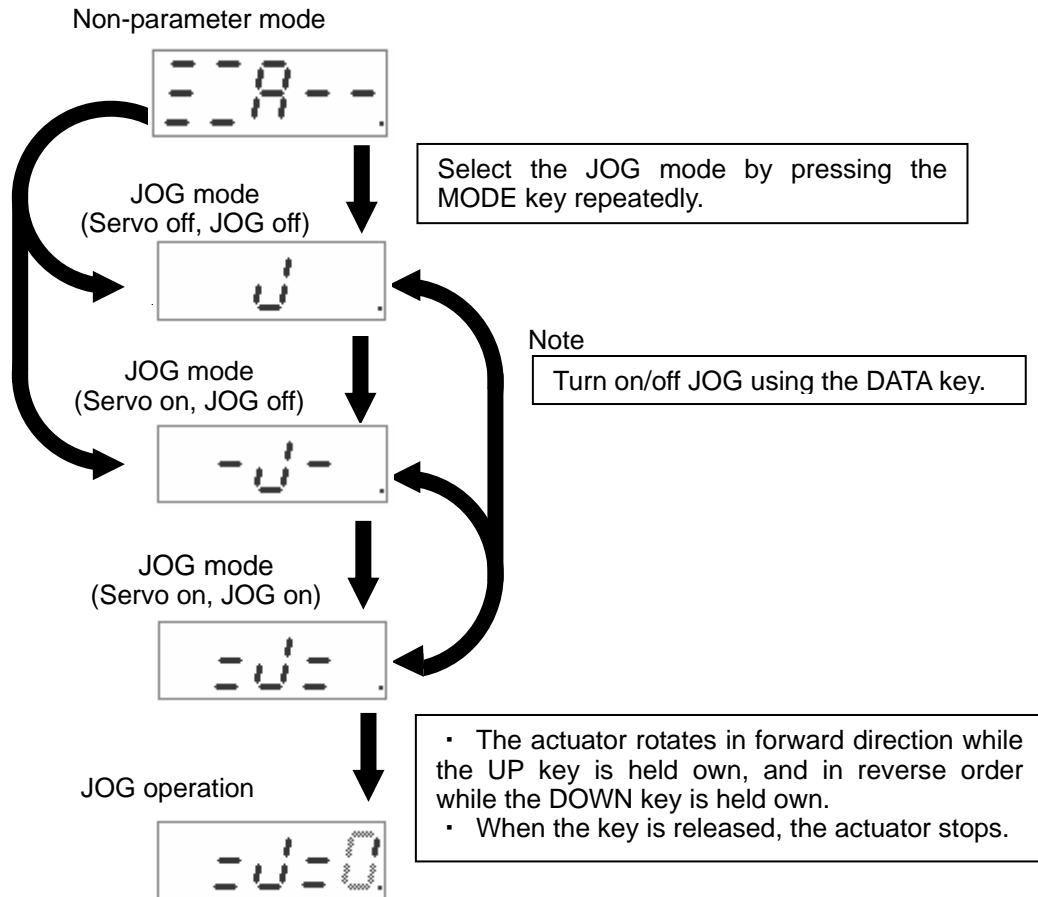 Non-parameter mode
A--
Select the JOG mode by pressing the
MODE key repeatedly.
JOG mode
(Servo off, JOG off)
J
Note
Turn on/off JOG using the DATA key.
JOG mode
(Servo on, JOG off)
-J-
JOG mode
(Servo on, JOG on)
=J=
・ The actuator rotates in forward direction while
the UP key is held own, and in reverse order
while the DOWN key is held own.
・ When the key is released, the actuator stops.
JOG operation
=J=0.